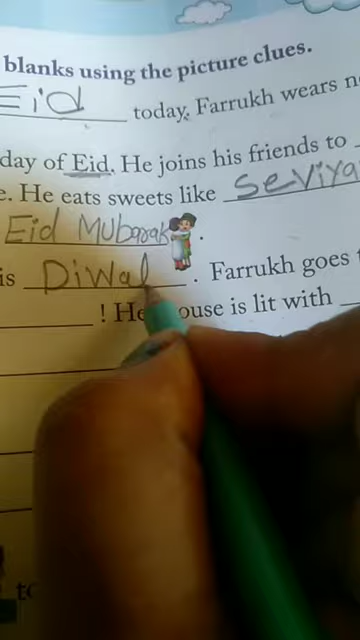 blanks using the picture clues.
Eid today. Farrukh wears
day of Eid. He joins his friends to
. He eats sweets like Seviya
Eid Mubarak .
is Diwal . Farrukh goes
! He ouse is lit with